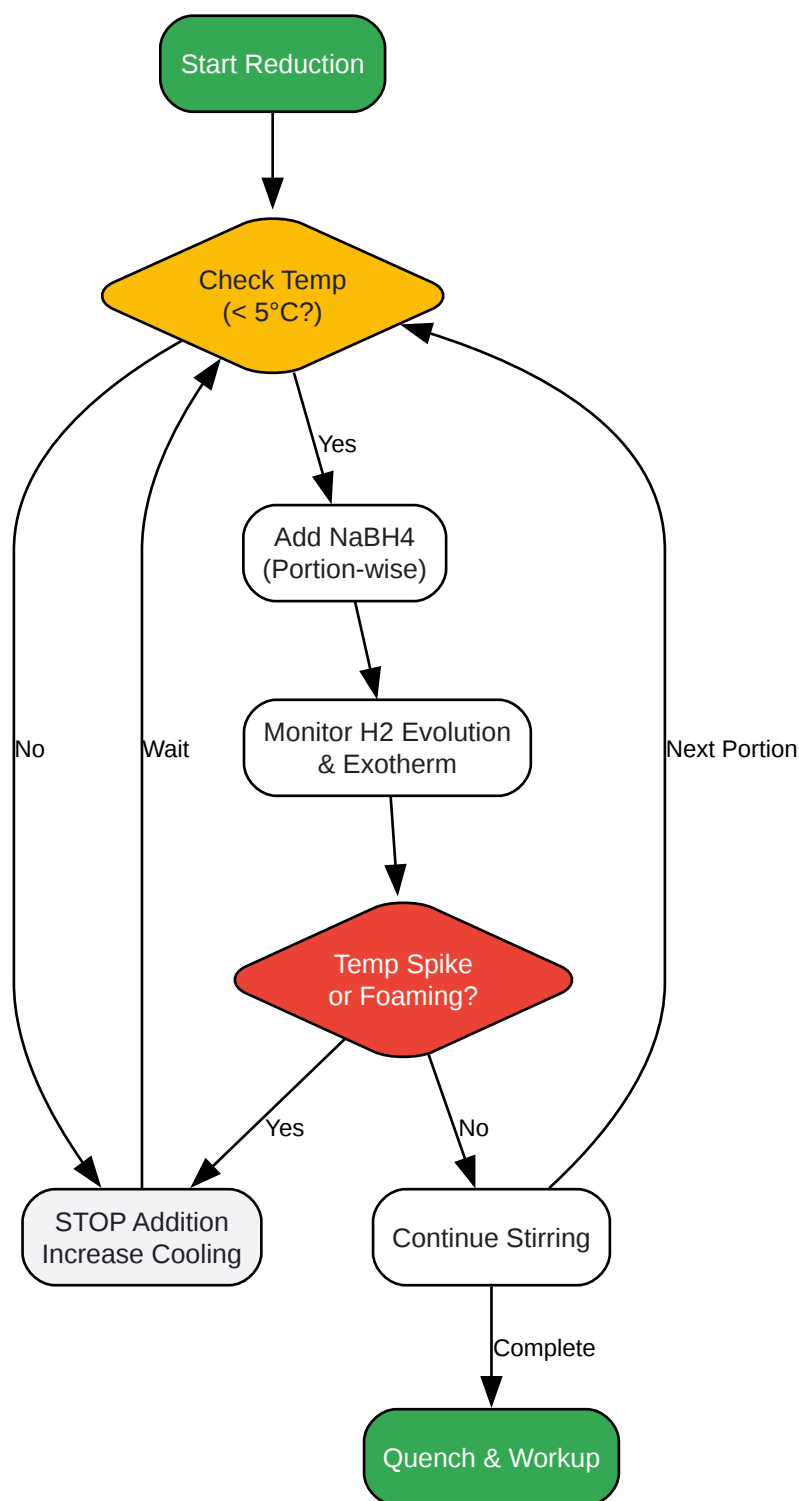 Start Reduction
Check Temp
(< 5°C?)
Yes
Add NaBH4
(Portion-wise)
Monitor H2 Evolution
& Exotherm
No
Wait
Next Portion
Temp Spike
or Foaming?
Yes
No
STOP Addition
Increase Cooling
Continue Stirring
Complete
Quench & Workup